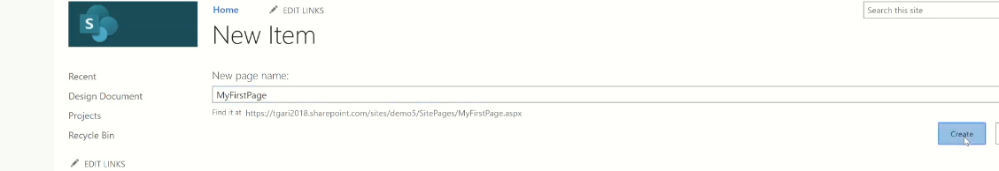 S
Home EDIT LINKS Search this site
New Item
Recent
Design Document
Projects
Recycle Bin
EDIT LINKS
New page name:
MyFirstPage
Find it at https://tgari2018.sharepoint.com/sites/demo5/SitePages/MyFirstPage.aspx
Create